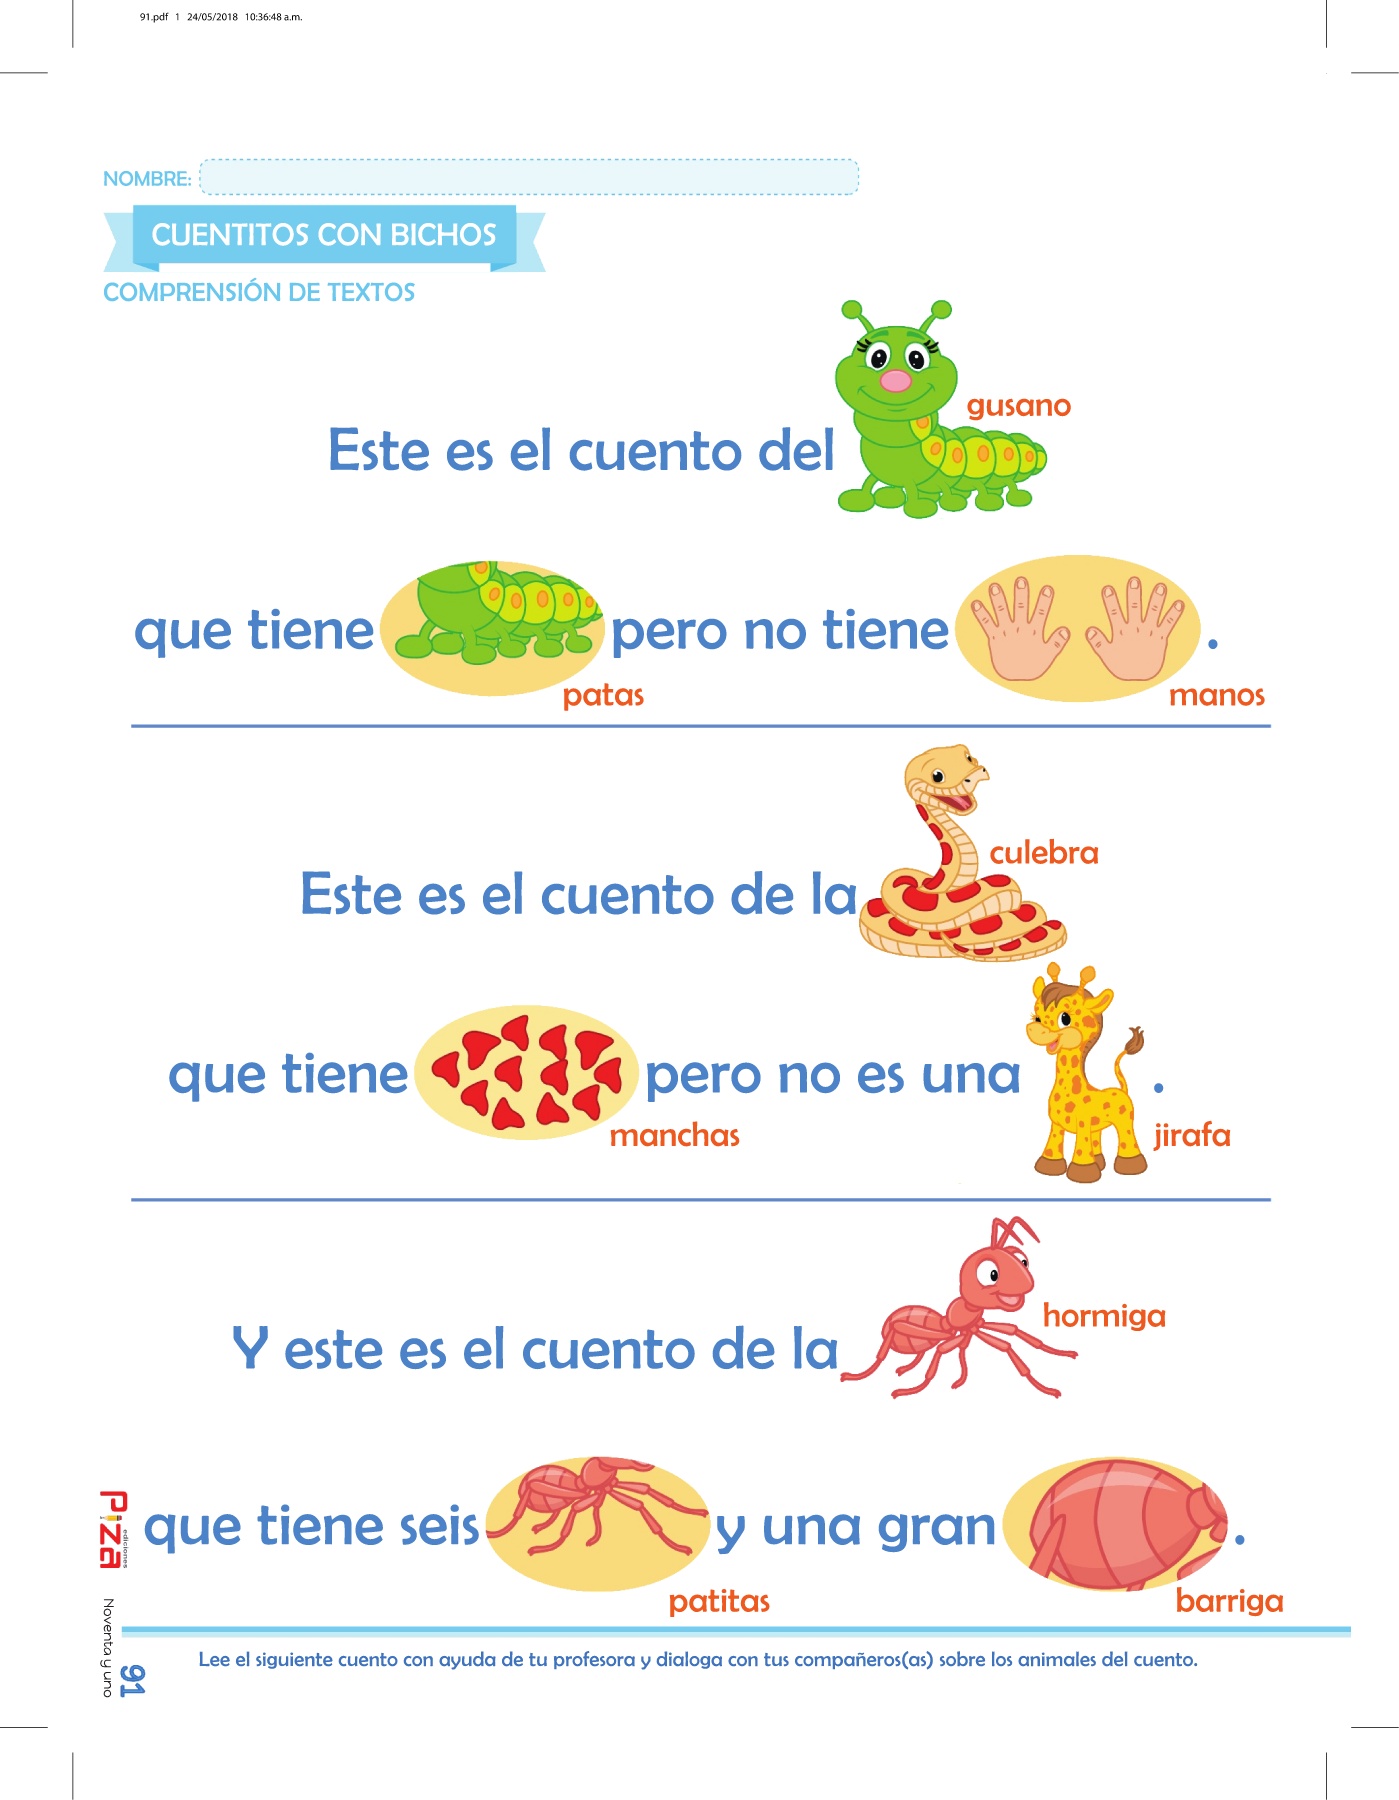 91.pdf 1 24/05/2018 10:36:48 a.m.
NOMBRE:
CUENTITOS CON BICHOS
COMPRENSIÓN DE TEXTOS
gusano
Este es el cuento del
que tiene pero no tiene .
patas manos
culebra
Este es el cuento de la
que tiene pero no es una .
manchas jirafa
hormiga
Y este es el cuento de la
que tiene seis y una gran .
patitas barriga
Piza ediciones
Noventa y uno
91
Lee el siguiente cuento con ayuda de tu profesora y dialoga con tus compañeros(as) sobre los animales del cuento.